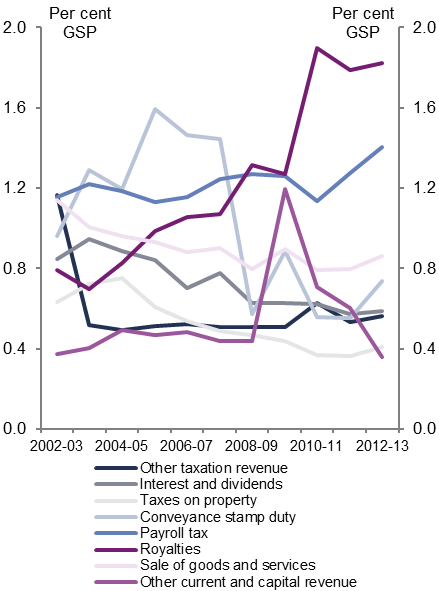 Per cent GSP Per cent GSP
2.0 2.0
1.6 1.6
1.2 1.2
0.8 0.8
0.4 0.4
0.0 0.0
2002-03 2004-05 2006-07 2008-09 2010-11 2012-13
Other taxation revenue
Interest and dividends
Taxes on property
Conveyance stamp duty
Payroll tax
Royalties
Sale of goods and services
Other current and capital revenue